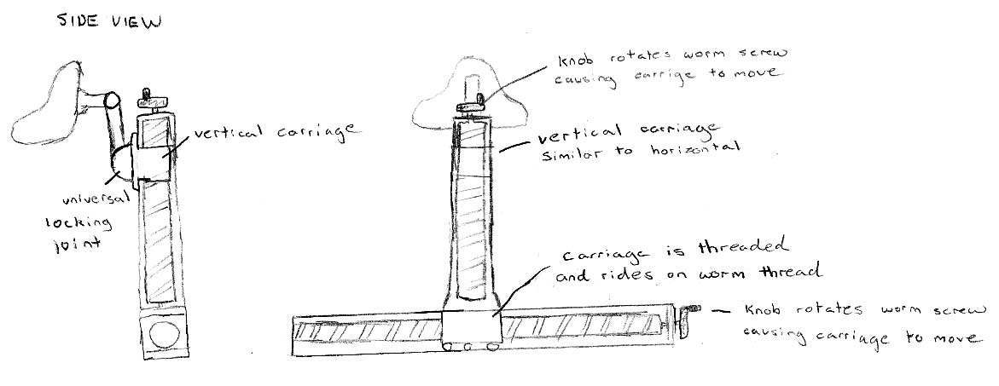 SIDE VIEW
vertical carriage
universal
locking
joint
Knob rotates worm screw
causing carrige to move
vertical carriage
similar to horizontal
carriage is threaded
and rides on worm thread
Knob rotates worm screw
causing carriage to move